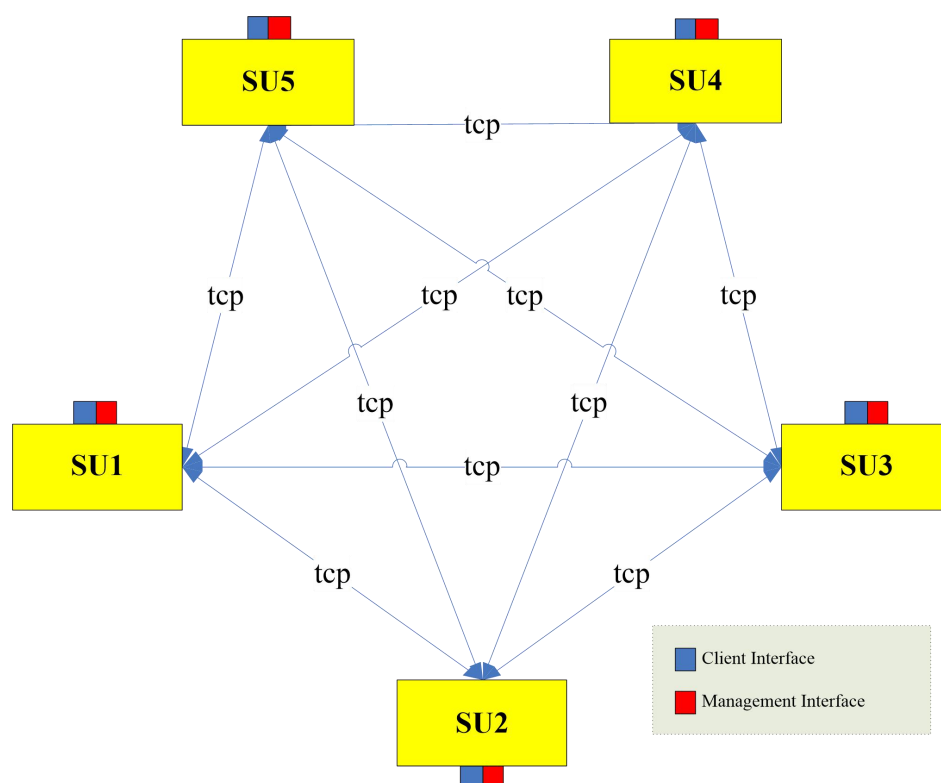 SU5
SU4
tcp
tcp
tcp
tcp
tcp
tcp
tcp
SU1
tcp
SU3
tcp
tcp
Client Interface
Management Interface
SU2